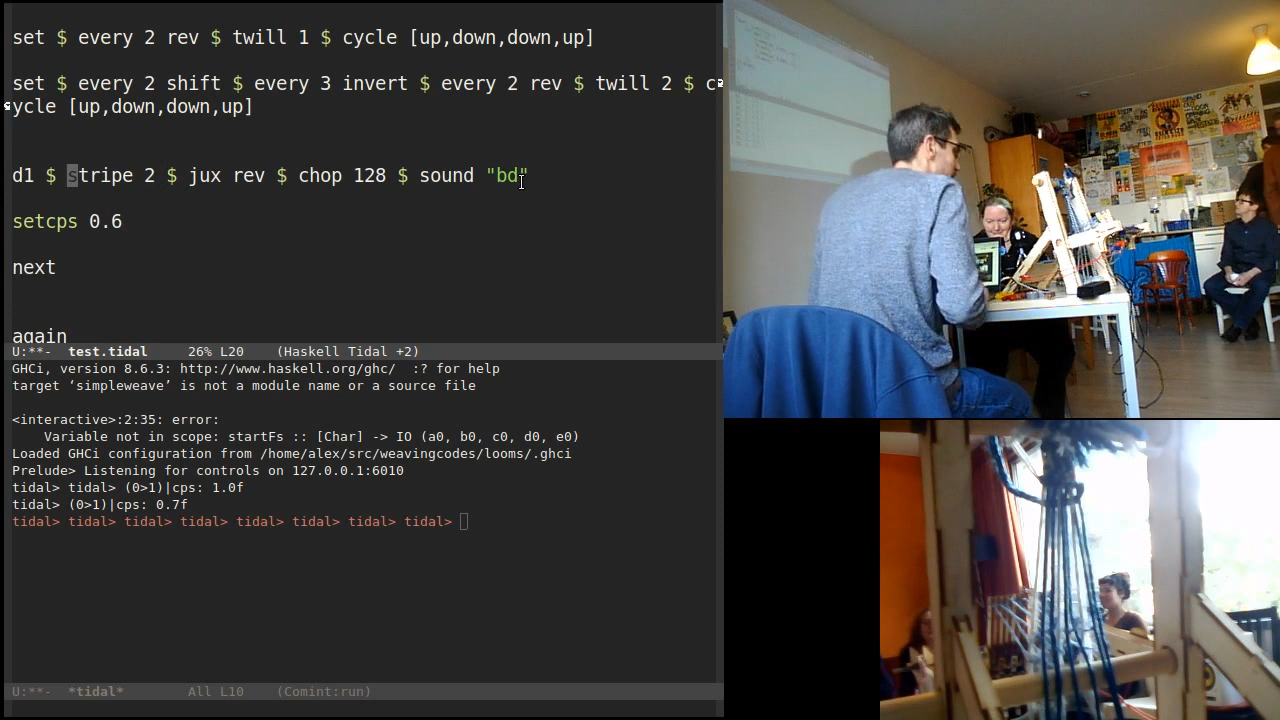 set $ every 2 rev $ twill 1 $ cycle [up,down,down,up]
set $ every 2 shift $ every 3 invert $ every 2 rev $ twill 2 $ c
ycle [up,down,down,up]
d1 $ stripe 2 $ jux rev $ chop 128 $ sound "bd"
setcps 0.6
next
again
U:**-  test.tidal     26% L20    (Haskell Tidal +2)
GHCi, version 8.6.3: http://www.haskell.org/ghc/  :? for help
target ‘simpleweave’ is not a module name or a source file
<interactive>:2:35: error:
    Variable not in scope: startFs :: [Char] -> IO (a0, b0, c0, d0, e0)
Loaded GHCi configuration from /home/alex/src/weavingcodes/looms/.ghci
Prelude> Listening for controls on 127.0.0.1:6010
tidal> tidal> (0>1)|cps: 1.0f
tidal> (0>1)|cps: 0.7f
tidal> tidal> tidal> tidal> tidal> tidal> tidal> tidal>
U:**-  *tidal*        All L10    (Comint:run)